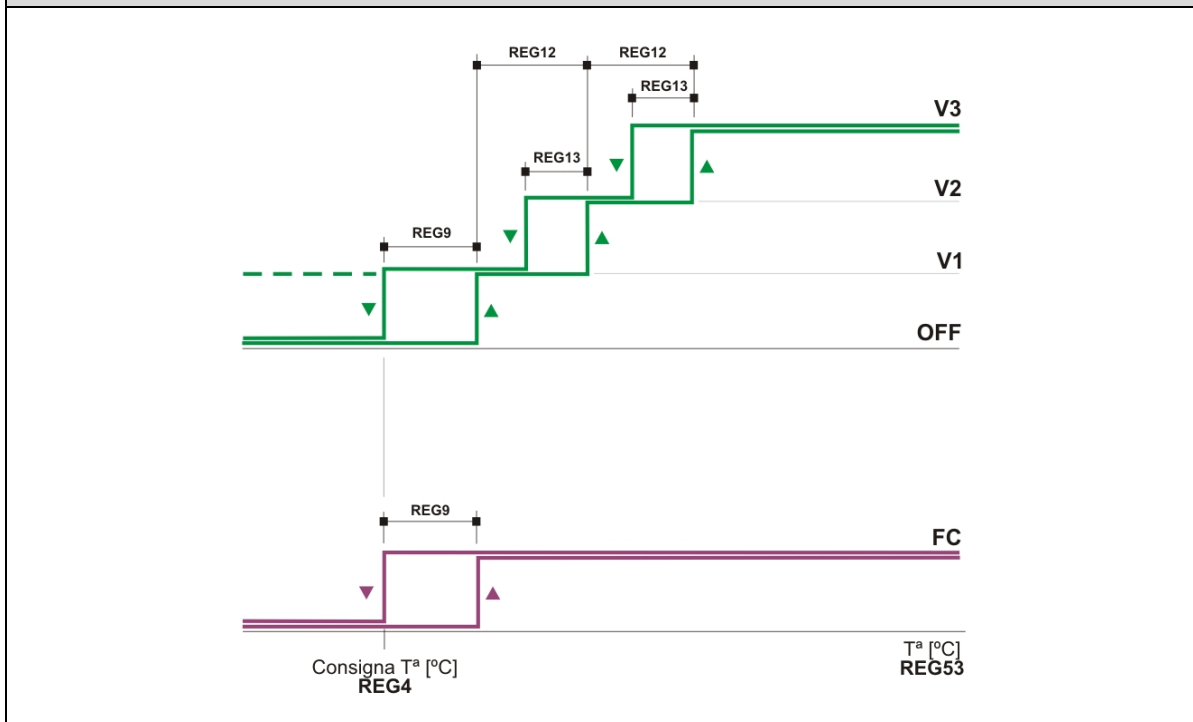 REG12 REG12
REG13
V3
REG13
V2
REG9
V1
OFF
REG9
FC
Consigna Tª [ºC]
REG4
Tª [ºC]
REG53